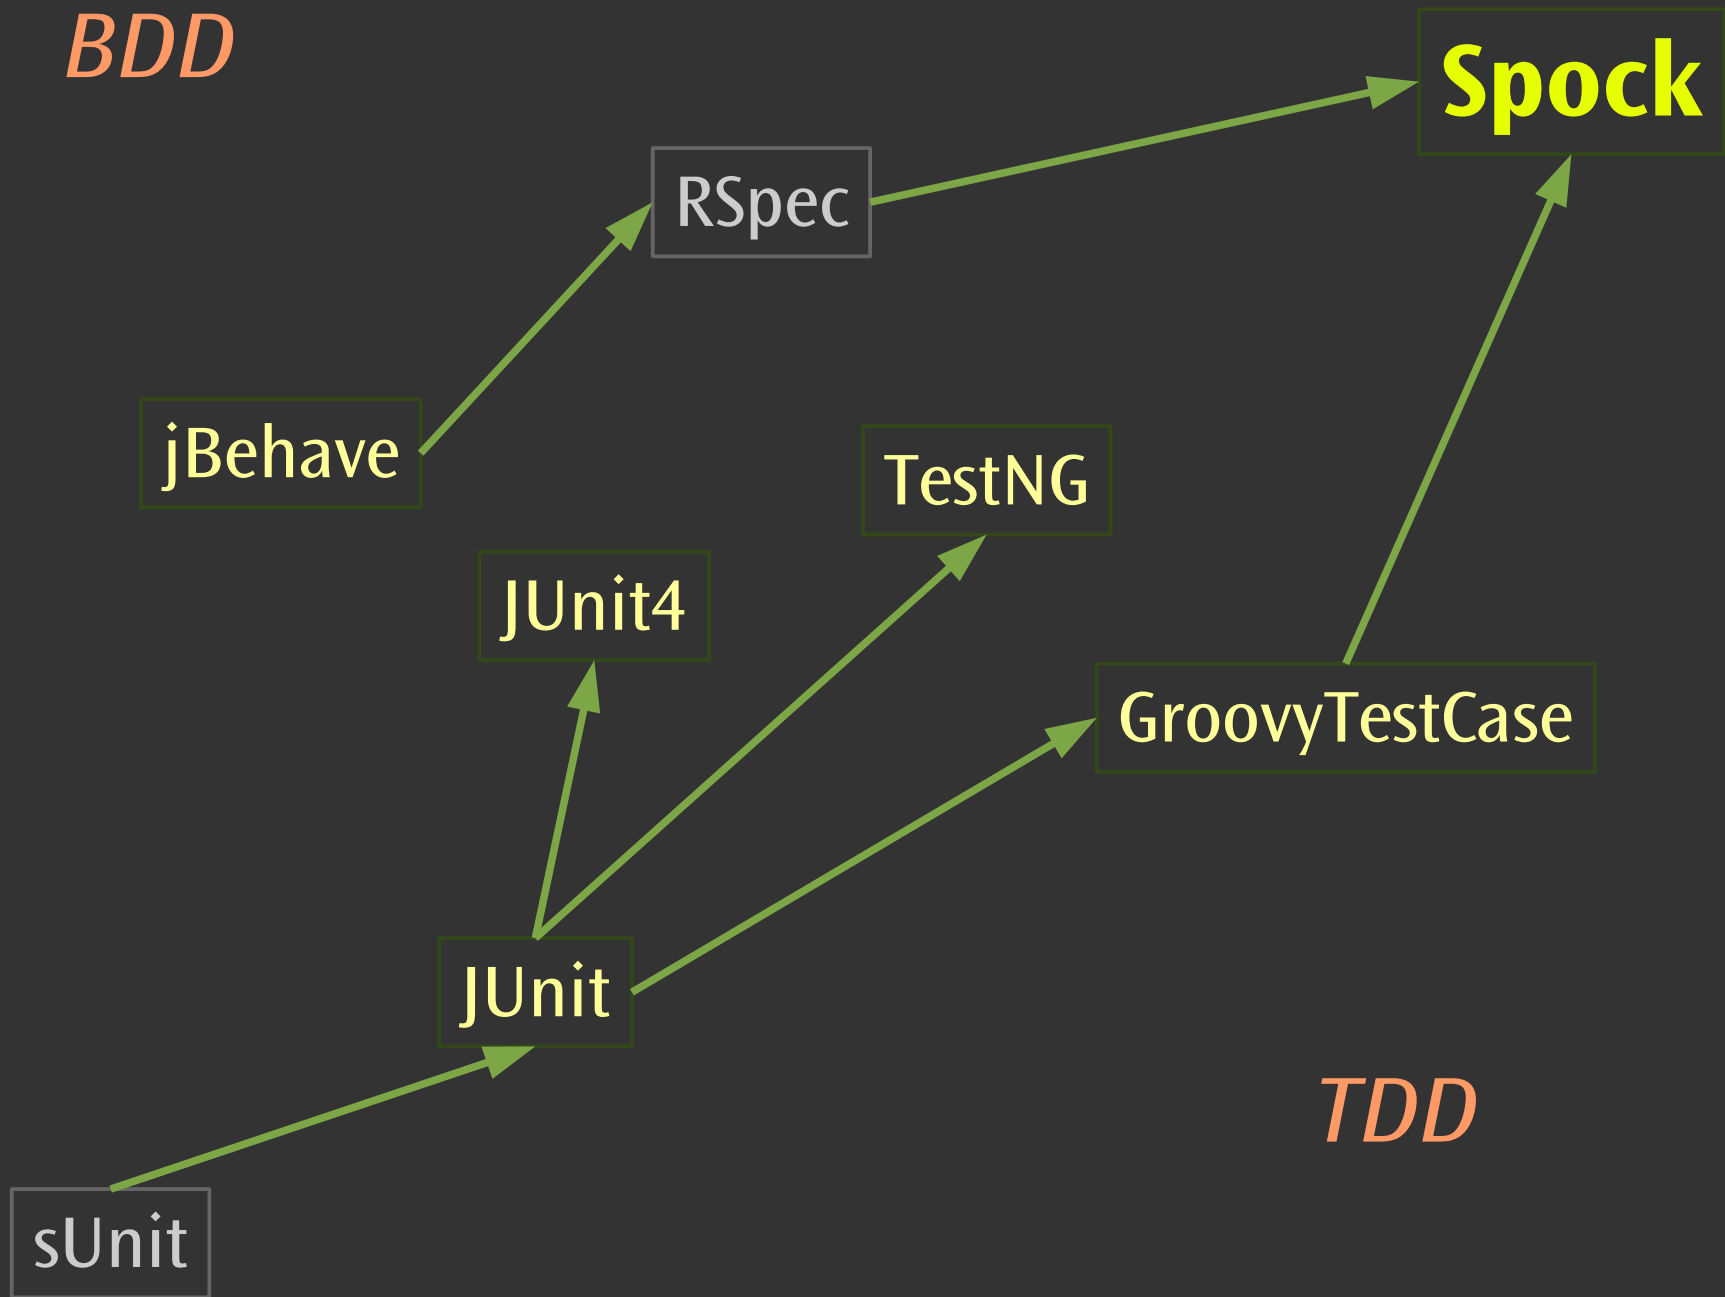 BDD
Spock
RSpec
jBehave
TestNG
JUnit4
GroovyTestCase
JUnit
TDD
sUnit